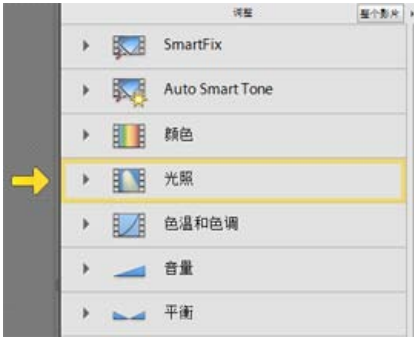 调整
整个影片
SmartFix
Auto Smart Tone
颜色
光照
色温和色调
音量
平衡